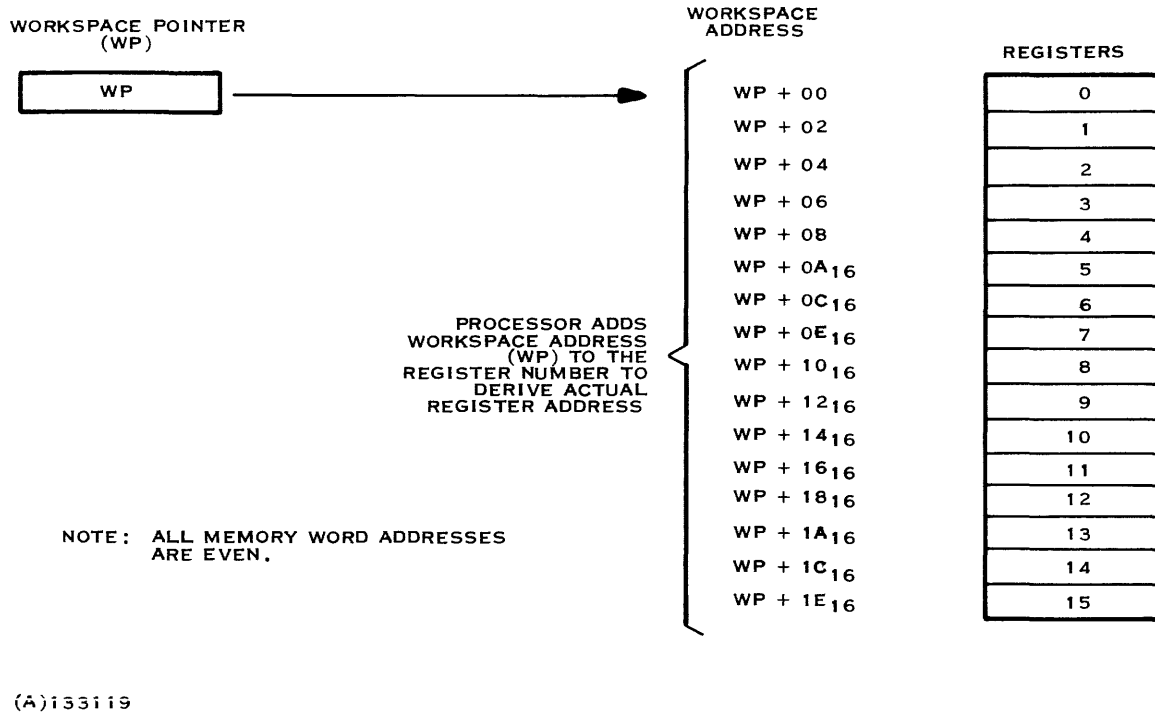 WORKSPACE POINTER
(WP)
WP
WORKSPACE
ADDRESS
REGISTERS
WP + 00
0
WP + 02
1
WP + 04
2
WP + 06
3
WP + 08
4
WP + 0A16
5
WP + 0C16
6
WP + 0E16
7
WP + 1016
8
WP + 1216
9
WP + 1416
10
WP + 1616
11
WP + 1816
12
WP + 1A16
13
WP + 1C16
14
WP + 1E16
15
PROCESSOR ADDS
WORKSPACE ADDRESS
(WP) TO THE
REGISTER NUMBER TO
DERIVE ACTUAL
REGISTER ADDRESS
NOTE: ALL MEMORY WORD ADDRESSES
ARE EVEN.
(A)133119